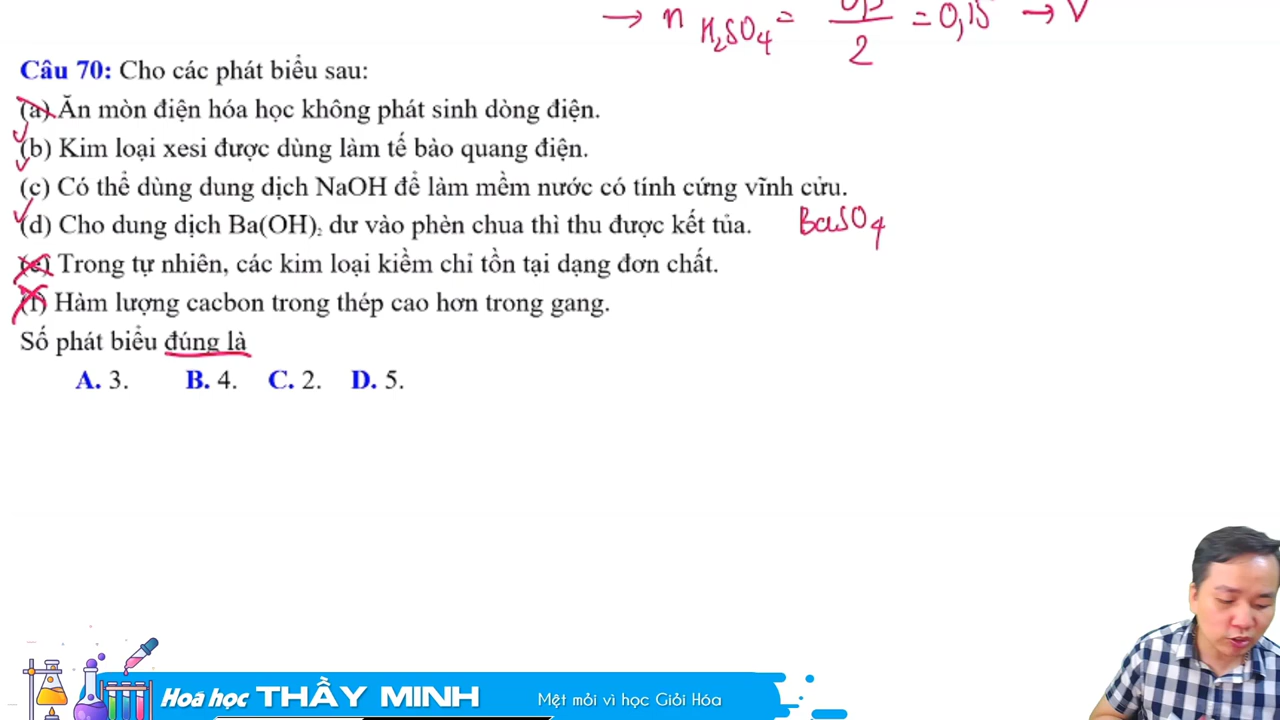 → n H₂SO₄ = 0,3/2 = 0,15 → V
Câu 70: Cho các phát biểu sau:
(a) Ăn mòn điện hóa học không phát sinh dòng điện.
(b) Kim loại xesi được dùng làm tế bào quang điện.
(c) Có thể dùng dung dịch NaOH để làm mềm nước có tính cứng vĩnh cửu.
(d) Cho dung dịch Ba(OH)₂ dư vào phèn chua thì thu được kết tủa. BaSO₄
(e) Trong tự nhiên, các kim loại kiềm chỉ tồn tại dạng đơn chất.
(f) Hàm lượng cacbon trong thép cao hơn trong gang.
Số phát biểu đúng là
A. 3. B. 4. C. 2. D. 5.
Hoá học THẦY MINH Mệt mỏi vì học Giỏi Hóa